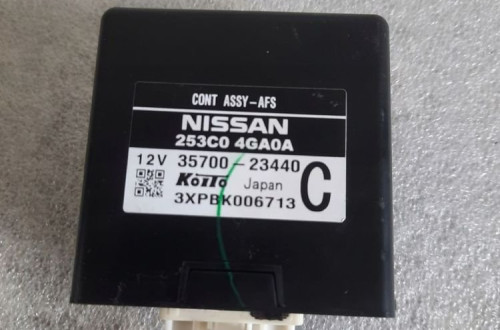 CONT ASSY-AFS
NISSAN
253C0 4GA0A
12V 35700-23440
KOITO Japan C
3XPBK006713